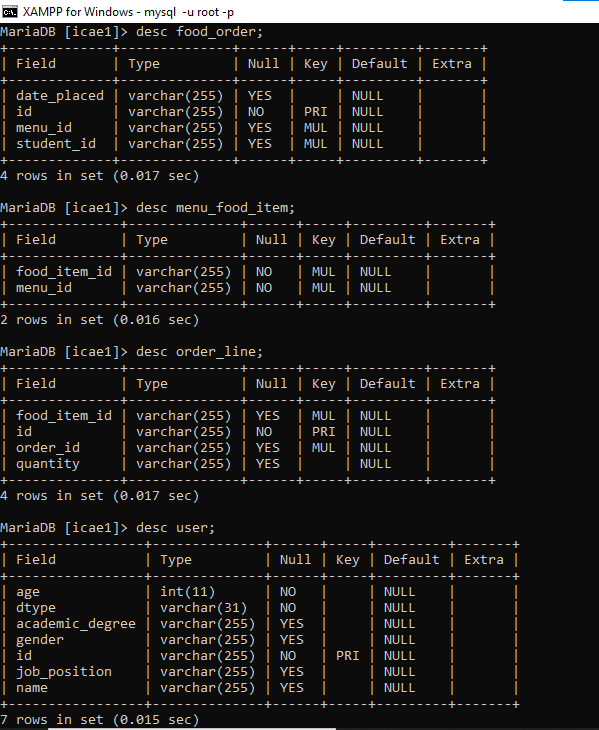 XAMPP for Windows - mysql  -u root -p
MariaDB [icae1]> desc food_order;
+-------------+--------------+------+-----+---------+-------+
| Field       | Type         | Null | Key | Default | Extra |
+-------------+--------------+------+-----+---------+-------+
| date_placed | varchar(255) | YES  |     | NULL    |       |
| id          | varchar(255) | NO   | PRI | NULL    |       |
| menu_id     | varchar(255) | YES  | MUL | NULL    |       |
| student_id  | varchar(255) | YES  | MUL | NULL    |       |
+-------------+--------------+------+-----+---------+-------+
4 rows in set (0.017 sec)
MariaDB [icae1]> desc menu_food_item;
+--------------+--------------+------+-----+---------+-------+
| Field        | Type         | Null | Key | Default | Extra |
+--------------+--------------+------+-----+---------+-------+
| food_item_id | varchar(255) | NO   | MUL | NULL    |       |
| menu_id      | varchar(255) | NO   | MUL | NULL    |       |
+--------------+--------------+------+-----+---------+-------+
2 rows in set (0.016 sec)
MariaDB [icae1]> desc order_line;
+--------------+--------------+------+-----+---------+-------+
| Field        | Type         | Null | Key | Default | Extra |
+--------------+--------------+------+-----+---------+-------+
| food_item_id | varchar(255) | YES  | MUL | NULL    |       |
| id           | varchar(255) | NO   | PRI | NULL    |       |
| order_id     | varchar(255) | YES  | MUL | NULL    |       |
| quantity     | varchar(255) | YES  |     | NULL    |       |
+--------------+--------------+------+-----+---------+-------+
4 rows in set (0.017 sec)
MariaDB [icae1]> desc user;
+-----------------+--------------+------+-----+---------+-------+
| Field           | Type         | Null | Key | Default | Extra |
+-----------------+--------------+------+-----+---------+-------+
| age             | int(11)      | NO   |     | NULL    |       |
| dtype           | varchar(31)  | NO   |     | NULL    |       |
| academic_degree | varchar(255) | YES  |     | NULL    |       |
| gender          | varchar(255) | YES  |     | NULL    |       |
| id              | varchar(255) | NO   | PRI | NULL    |       |
| job_position    | varchar(255) | YES  |     | NULL    |       |
| name            | varchar(255) | YES  |     | NULL    |       |
+-----------------+--------------+------+-----+---------+-------+
7 rows in set (0.015 sec)